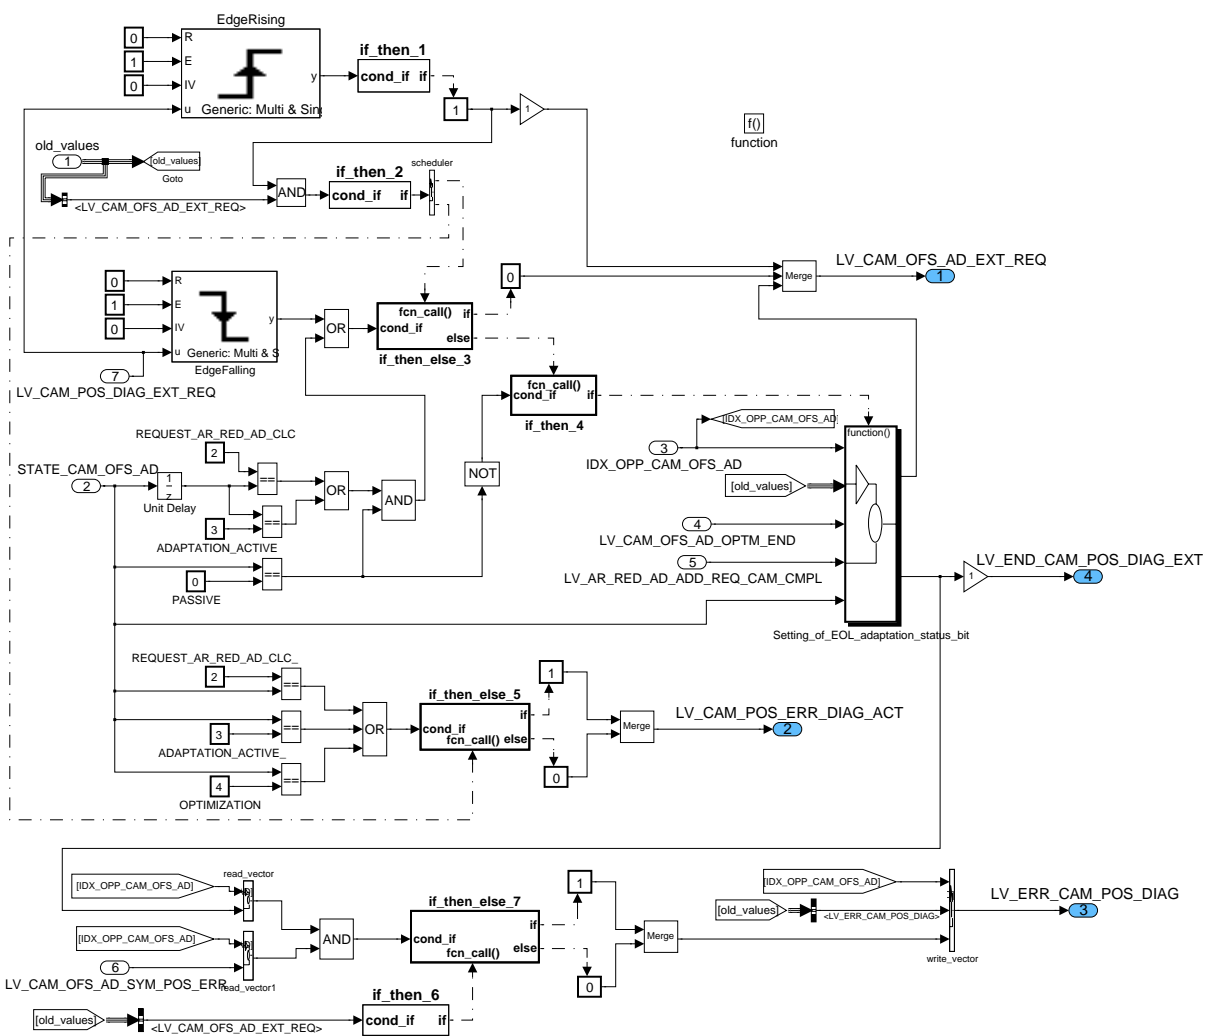 EdgeRising
0
R
1
E
0
IV
y
u
Generic: Multi & Sin
if_then_1
cond_if if
1
1
f()
function
old_values
1
[old_values]
Goto
<LV_CAM_OFS_AD_EXT_REQ>
AND
if_then_2
cond_if if
scheduler
0
R
1
E
0
IV
y
u
Generic: Multi & S
EdgeFalling
7
LV_CAM_POS_DIAG_EXT_REQ
OR
fcn_call()
cond_if
if
else
if_then_else_3
0
Merge
LV_CAM_OFS_AD_EXT_REQ
1
fcn_call()
cond_if if
if_then_4
REQUEST_AR_RED_AD_CLC
2
==
STATE_CAM_OFS_AD
2
1
z
Unit Delay
OR
AND
NOT
3
==
ADAPTATION_ACTIVE
0
==
PASSIVE
[IDX_OPP_CAM_OFS_AD]
3
IDX_OPP_CAM_OFS_AD
[old_values]
4
LV_CAM_OFS_AD_OPTM_END
5
LV_AR_RED_AD_ADD_REQ_CAM_CMPL
function()
Setting_of_EOL_adaptation_status_bit
1
LV_END_CAM_POS_DIAG_EXT
4
REQUEST_AR_RED_AD_CLC_
2
==
3
==
ADAPTATION_ACTIVE_
4
==
OPTIMIZATION
OR
if_then_else_5
if
cond_if
fcn_call() else
1
0
Merge
LV_CAM_POS_ERR_DIAG_ACT
2
[IDX_OPP_CAM_OFS_AD]
read_vector
[IDX_OPP_CAM_OFS_AD]
6
LV_CAM_OFS_AD_SYM_POS_ERR
read_vector1
AND
if_then_else_7
if
cond_if
else
fcn_call()
1
0
Merge
[IDX_OPP_CAM_OFS_AD]
[old_values]
<LV_ERR_CAM_POS_DIAG>
write_vector
LV_ERR_CAM_POS_DIAG
3
[old_values]
<LV_CAM_OFS_AD_EXT_REQ>
if_then_6
cond_if if